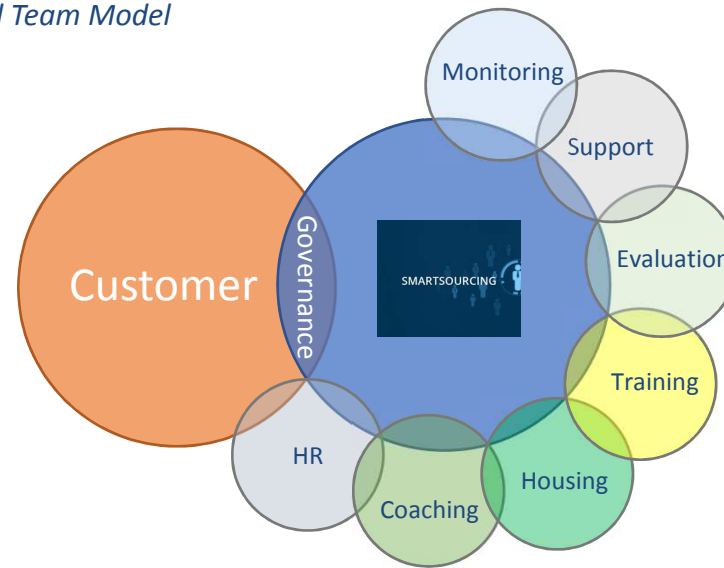 Team Model
Monitoring
Support
Evaluation
Training
Housing
Coaching
HR
Customer
Governance
SMARTSOURCING